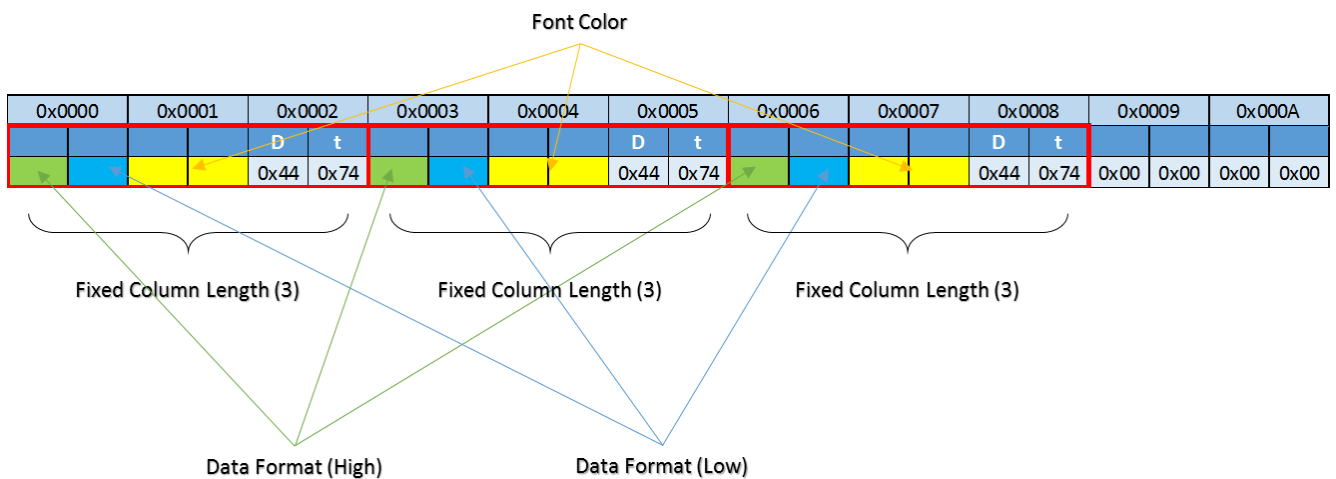 Font Color
0x0000 0x0001 0x0002 0x0003 0x0004 0x0005 0x0006 0x0007 0x0008 0x0009 0x000A
D t D t D t
0x44 0x74 0x44 0x74 0x44 0x74 0x00 0x00 0x00 0x00
Fixed Column Length (3) Fixed Column Length (3) Fixed Column Length (3)
Data Format (High) Data Format (Low)